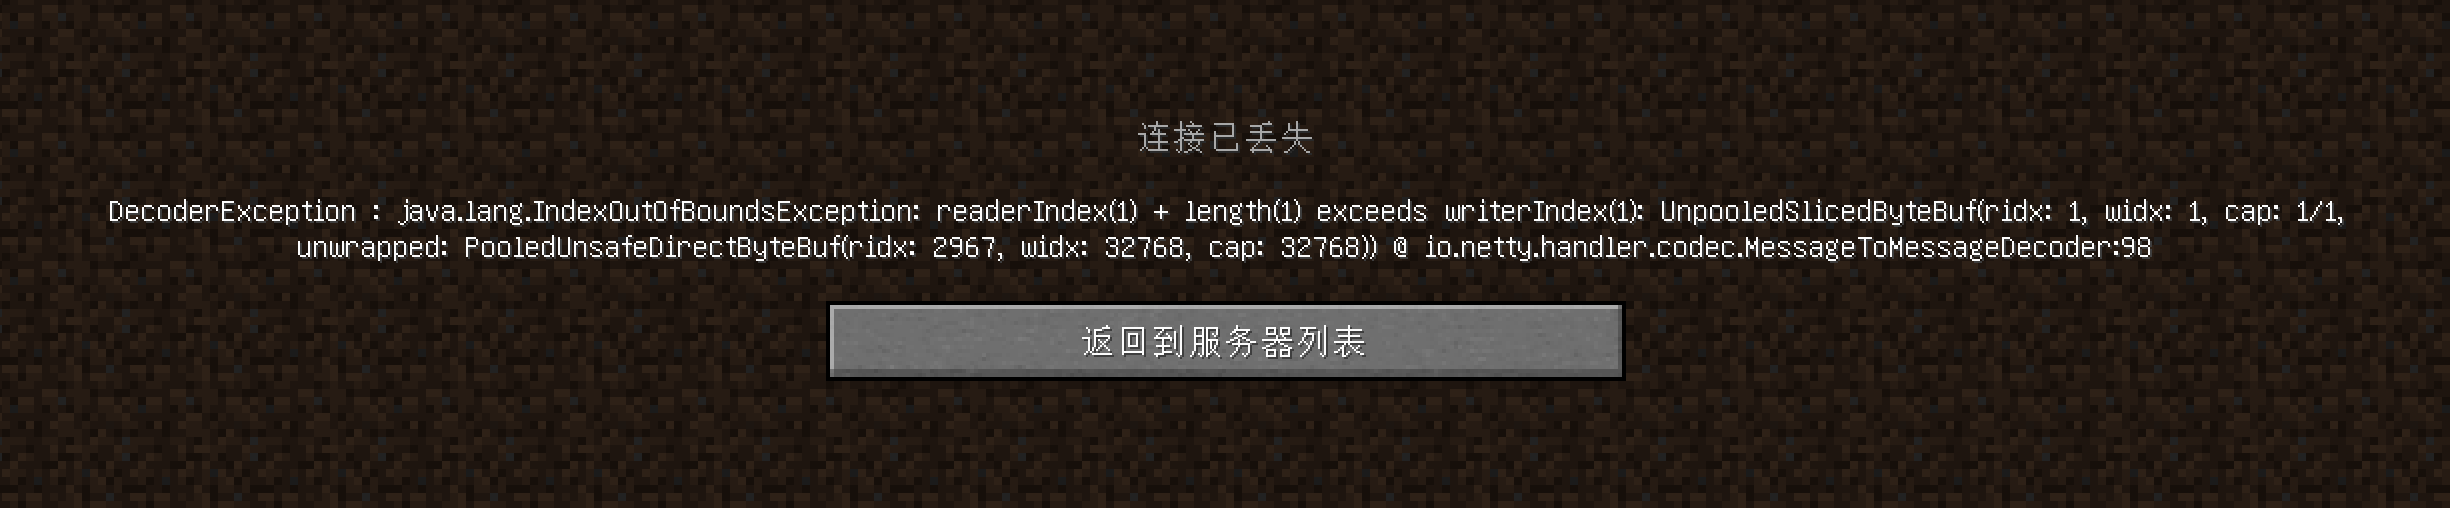 连接已丢失
DecoderException : java.lang.IndexOutOfBoundsException: readerIndex(1) + length(1) exceeds writerIndex(1): UnpooledSlicedByteBuf(ridx: 1, widx: 1, cap: 1/1,
unwrapped: PooledUnsafeDirectByteBuf(ridx: 2967, widx: 32768, cap: 32768)) @ io.netty.handler.codec.MessageToMessageDecoder:98
返回到服务器列表